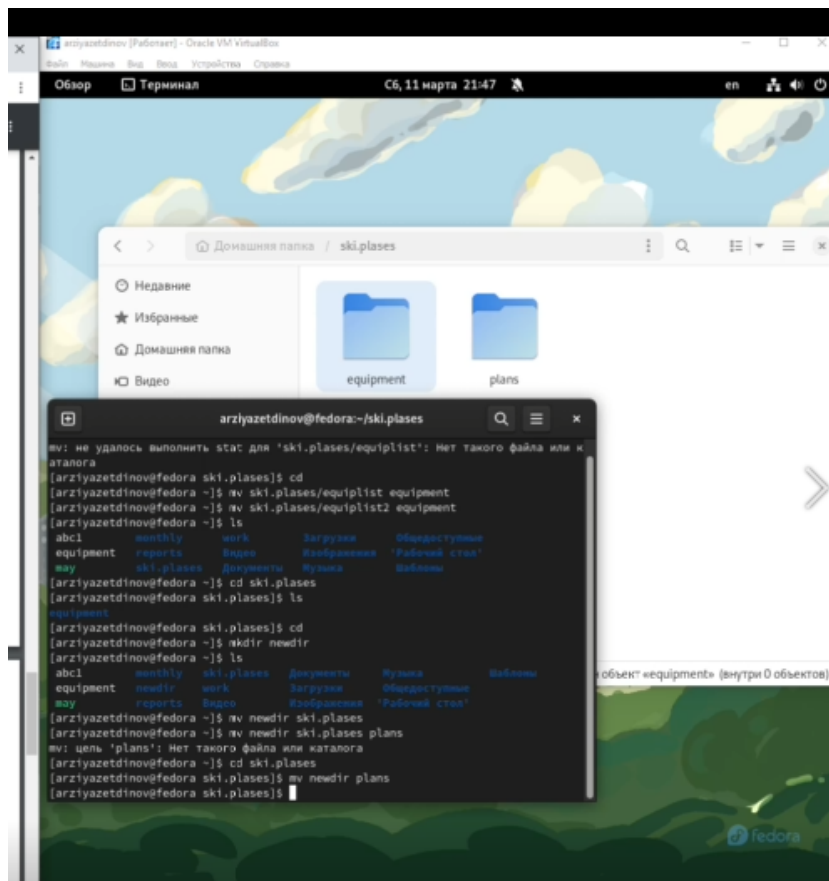 arziyazetdinov [Работает] - Oracle VM VirtualBox
Файл Машина Вид Ввод Устройства Справка
Обзор Терминал Сб, 11 марта 21:47 en
Домашняя папка / ski.plases
Недавние
Избранные
Домашняя папка
Видео
equipment plans
arziyazetdinov@fedora:~/ski.plases
mv: не удалось выполнить stat для 'ski.plases/equiplist': Нет такого файла или к
аталога
[arziyazetdinov@fedora ski.plases]$ cd
[arziyazetdinov@fedora ~]$ mv ski.plases/equiplist equipment
[arziyazetdinov@fedora ~]$ mv ski.plases/equiplist2 equipment
[arziyazetdinov@fedora ~]$ ls
abc1 monthly work Загрузки Общедоступные
equipment reports Видео Изображения 'Рабочий стол'
may ski.plases Документы Музыка Шаблоны
[arziyazetdinov@fedora ~]$ cd ski.plases
[arziyazetdinov@fedora ski.plases]$ ls
equipment
[arziyazetdinov@fedora ski.plases]$ cd
[arziyazetdinov@fedora ~]$ mkdir newdir
[arziyazetdinov@fedora ~]$ ls
abc1 monthly ski.plases Документы Музыка Шаблоны
equipment newdir work Загрузки Общедоступные
may reports Видео Изображения 'Рабочий стол'
[arziyazetdinov@fedora ~]$ mv newdir ski.plases
[arziyazetdinov@fedora ~]$ mv newdir ski.plases plans
mv: цель 'plans': Нет такого файла или каталога
[arziyazetdinov@fedora ~]$ cd ski.plases
[arziyazetdinov@fedora ski.plases]$ mv newdir plans
[arziyazetdinov@fedora ski.plases]$
объект «equipment» (внутри 0 объектов)
fedora